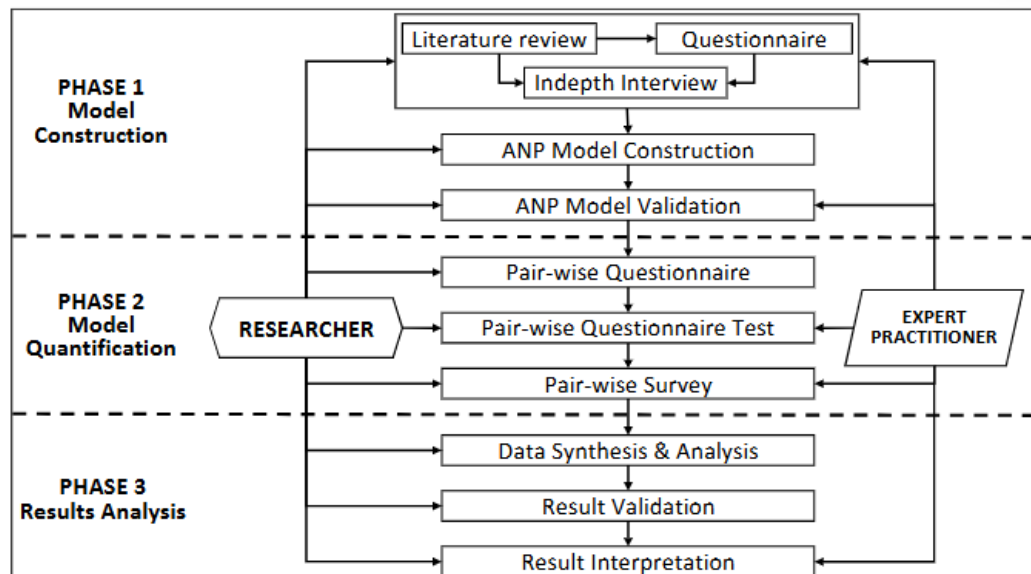 PHASE 1
Model
Construction
Literature review
Questionnaire
Indepth Interview
ANP Model Construction
ANP Model Validation
PHASE 2
Model
Quantification
RESEARCHER
Pair-wise Questionnaire
Pair-wise Questionnaire Test
Pair-wise Survey
EXPERT
PRACTITIONER
PHASE 3
Results Analysis
Data Synthesis & Analysis
Result Validation
Result Interpretation